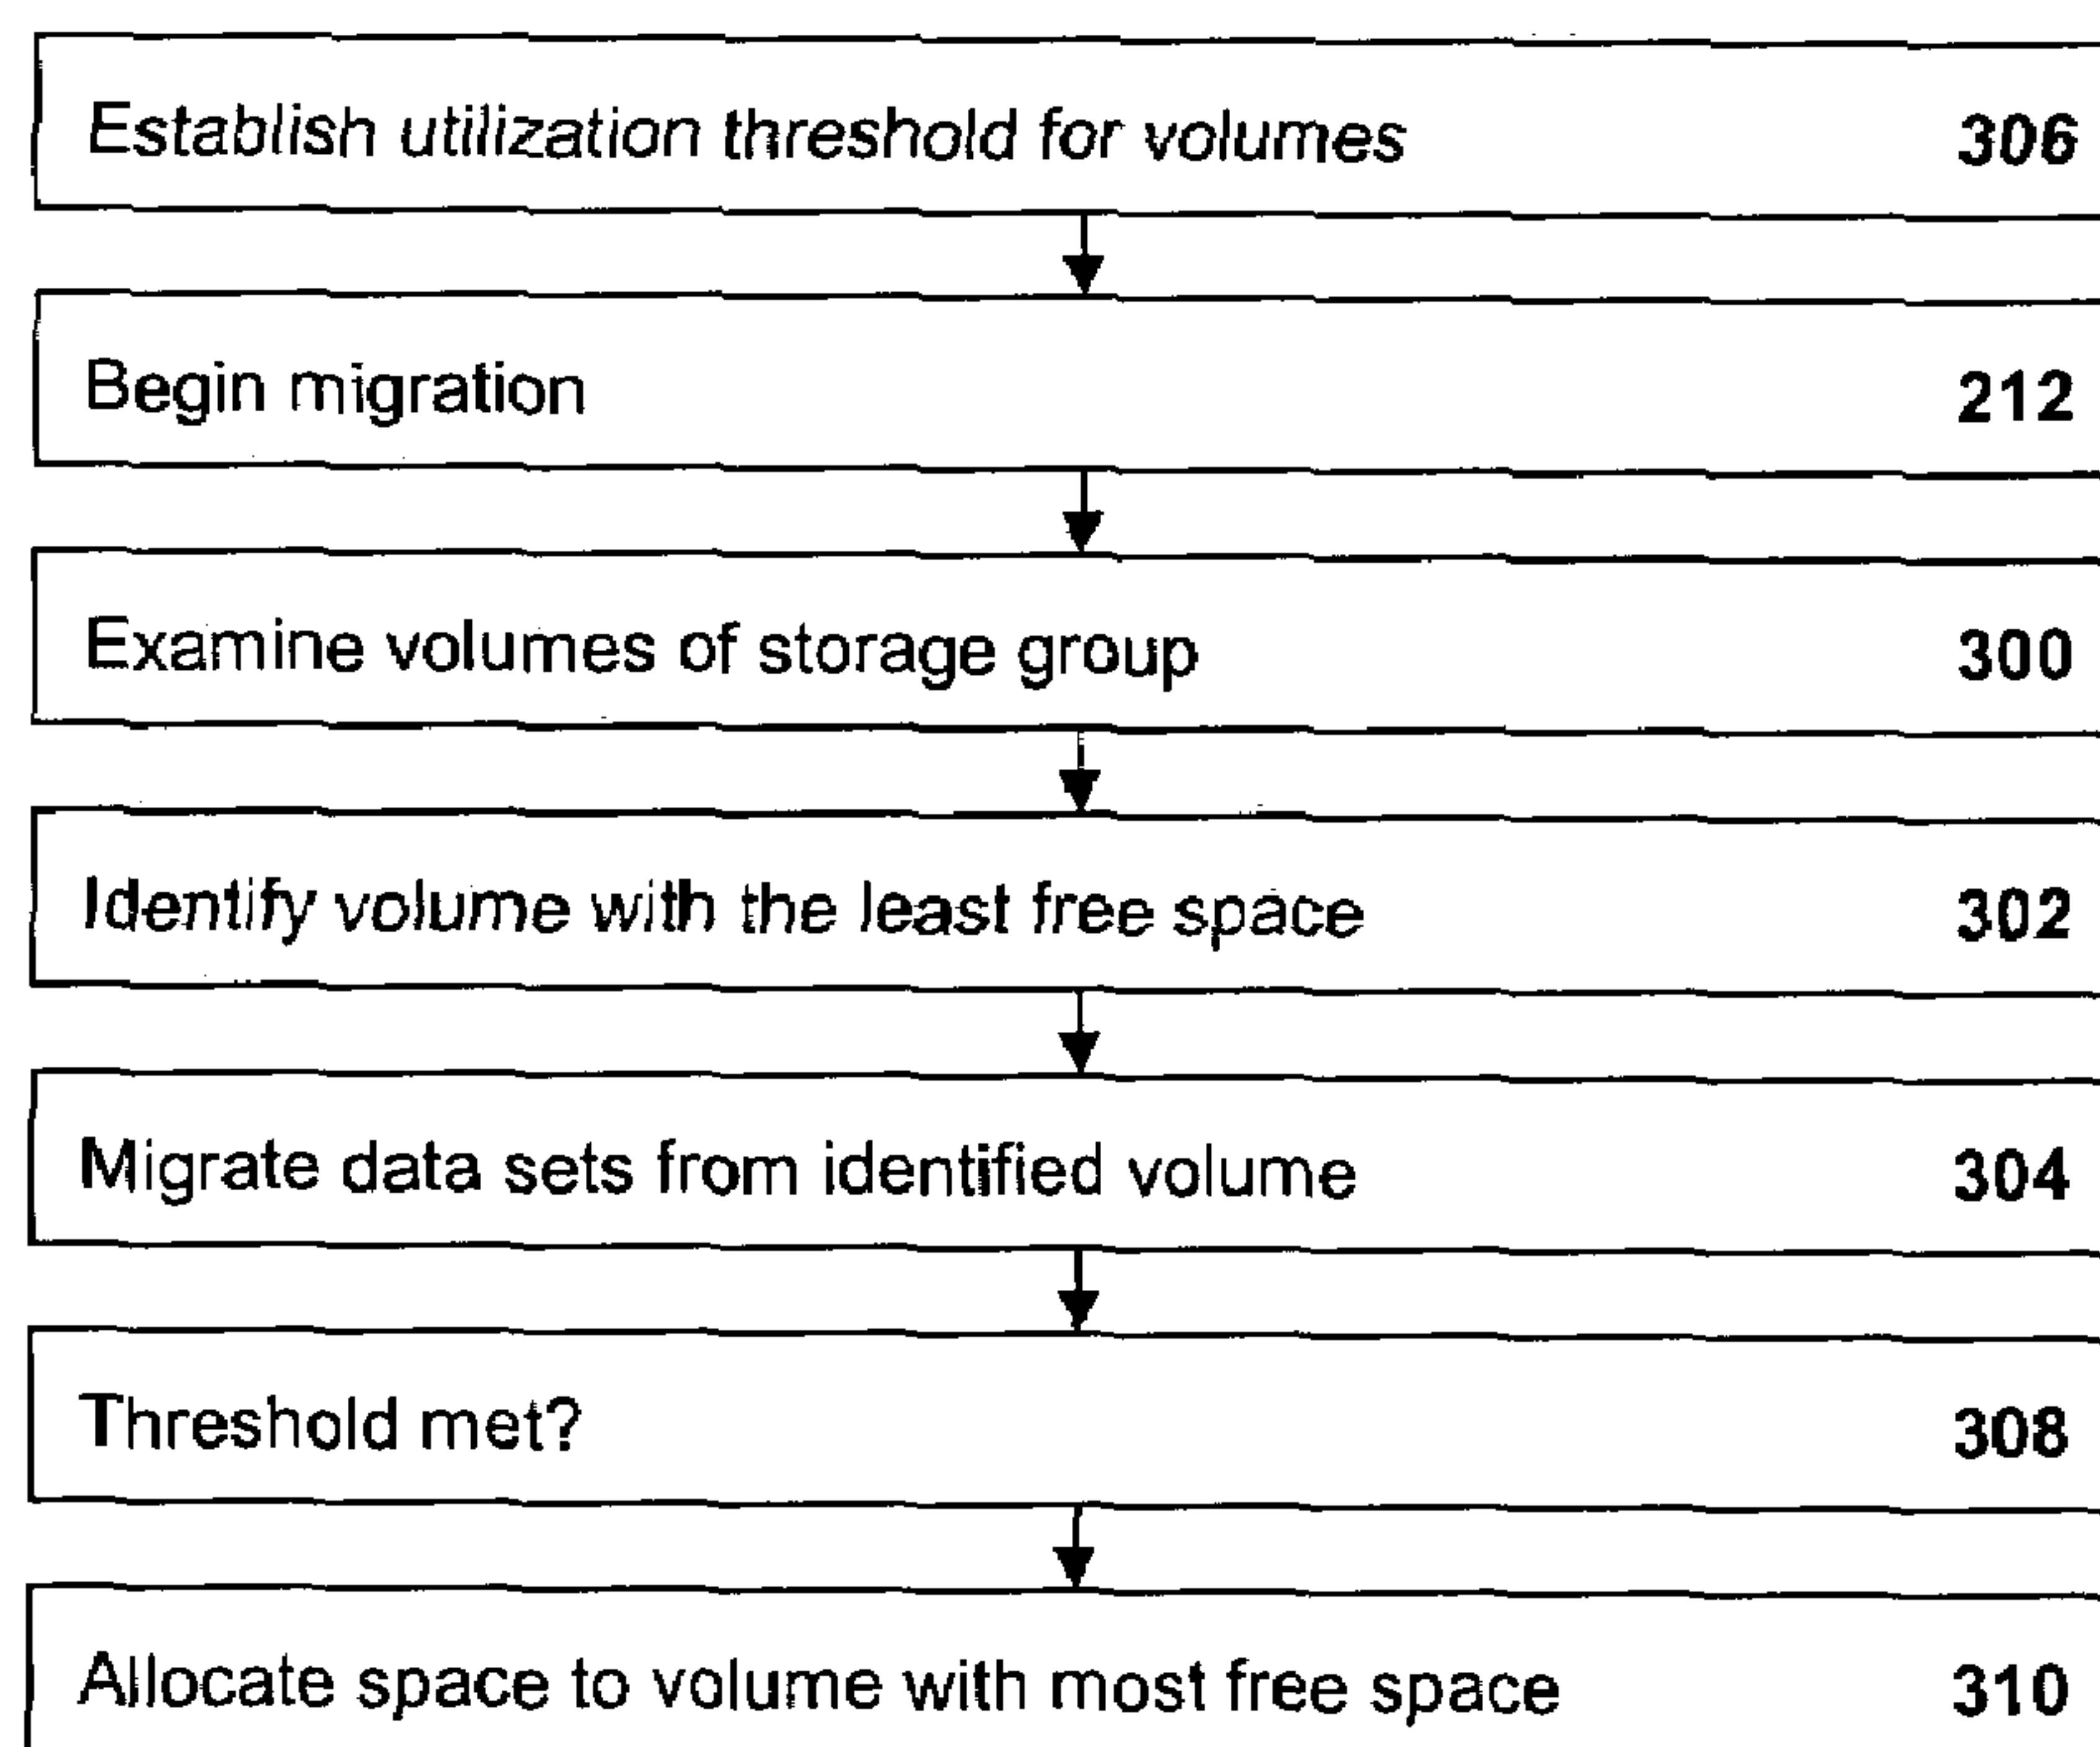 Establish utilization threshold for volumes 306
Begin migration 212
Examine volumes of storage group 300
Identify volume with the least free space 302
Migrate data sets from identified volume 304
Threshold met? 308
Allocate space to volume with most free space 310